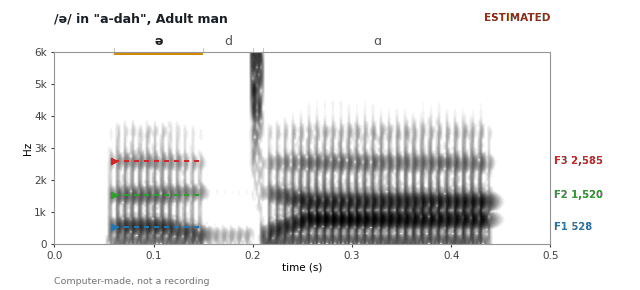 /ə/ in "a-dah", Adult man
ESTIMATED
ə d ɑ
6k
5k
4k
3k
2k
1k
0
Hz
F3 2,585
F2 1,520
F1 528
0.0 0.1 0.2 0.3 0.4 0.5
time (s)
Computer-made, not a recording